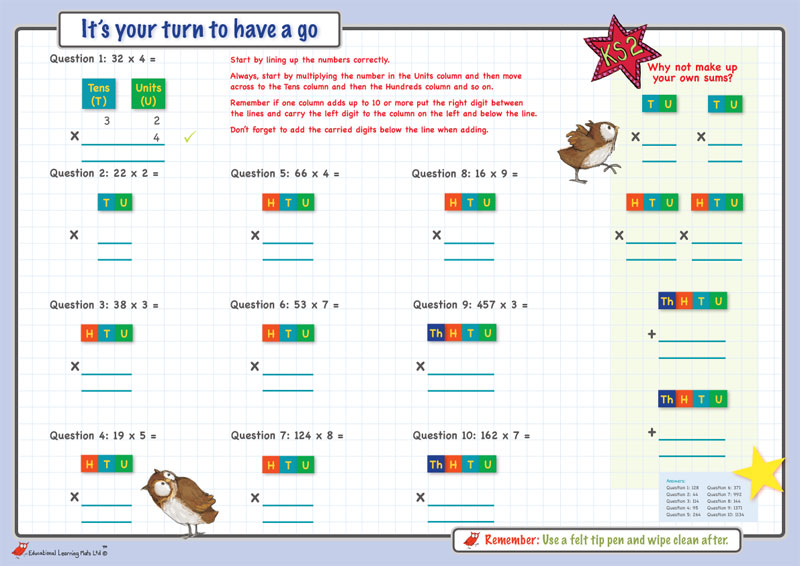 It's your turn to have a go
Question 1: 32 x 4 =
Tens (T)
Units (U)
3 2
x 4
Start by lining up the numbers correctly.
Always, start by multiplying the number in the Units column and then move
across to the Tens column and then the Hundreds column and so on.
Remember if one column adds up to 10 or more put the right digit between
the lines and carry the left digit to the column on the left and below the line.
Don't forget to add the carried digits below the line when adding.
KS2
Why not make up
your own sums?
T U
T U
x
x
Question 2: 22 x 2 =
T U
x
Question 5: 66 x 4 =
H T U
x
Question 8: 16 x 9 =
H T U
x
H T U
H T U
x
x
Question 3: 38 x 3 =
H T U
x
Question 6: 53 x 7 =
H T U
x
Question 9: 457 x 3 =
Th H T U
x
Th H T U
+
Question 4: 19 x 5 =
H T U
x
Question 7: 124 x 8 =
H T U
x
Question 10: 162 x 7 =
Th H T U
x
Th H T U
+
Answers:
Question 1: 128
Question 2: 44
Question 3: 114
Question 4: 95
Question 5: 264
Question 6: 371
Question 7: 992
Question 8: 144
Question 9: 1371
Question 10: 1134
Educational Learning Mats Ltd
Remember: Use a felt tip pen and wipe clean after.